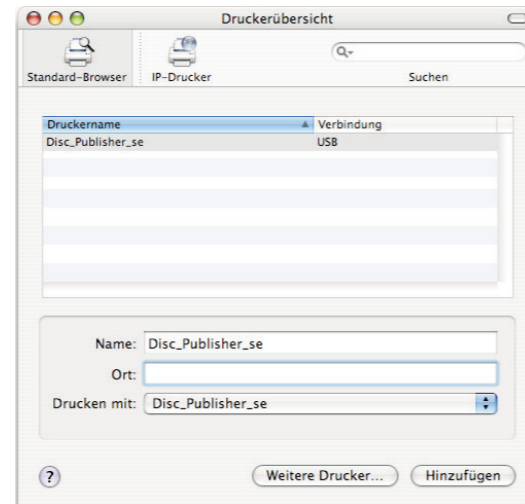 Druckerübersicht
Standard-Browser IP-Drucker Suchen
Druckername Verbindung
Disc_Publisher_se USB
Name: Disc_Publisher_se
Ort:
Drucken mit: Disc_Publisher_se
? Weitere Drucker... Hinzufügen